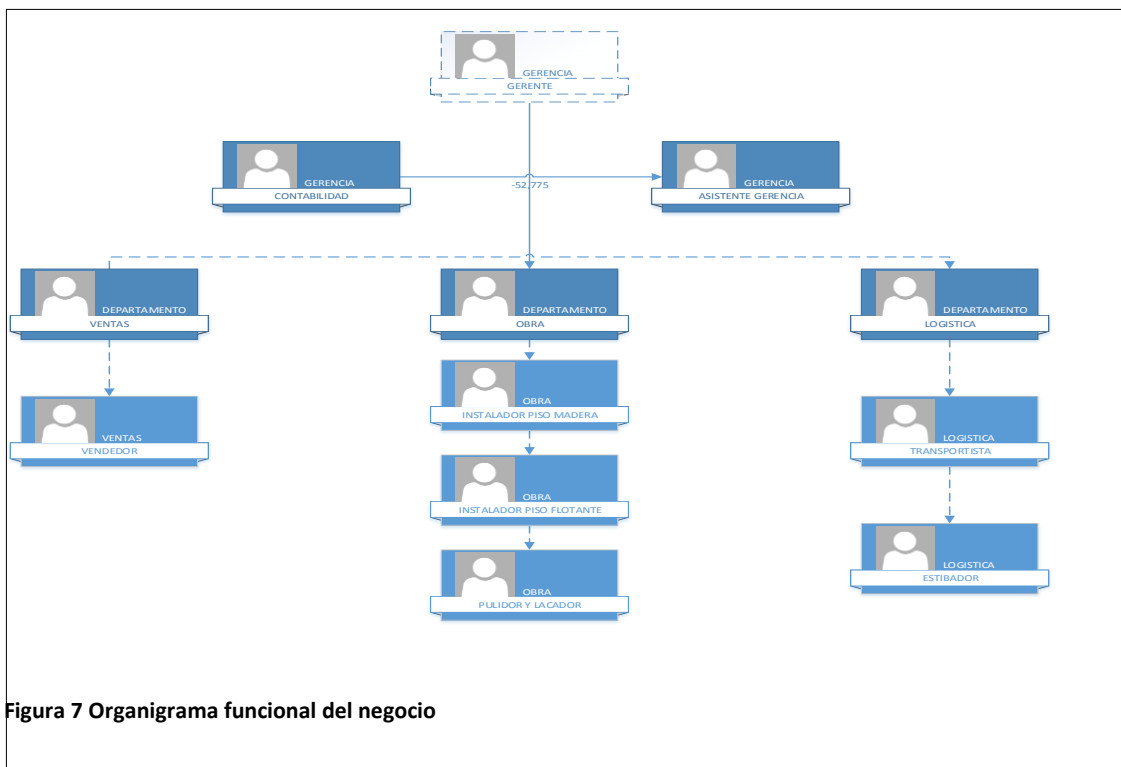 GERENCIA
GERENTE
GERENCIA
CONTABILIDAD
-52,775
GERENCIA
ASISTENTE GERENCIA
DEPARTAMENTO
VENTAS
DEPARTAMENTO
OBRA
DEPARTAMENTO
LOGISTICA
OBRA
INSTALADOR PISO MADERA
VENTAS
VENDEDOR
LOGISTICA
TRANSPORTISTA
OBRA
INSTALADOR PISO FLOTANTE
LOGISTICA
ESTIBADOR
OBRA
PULIDOR Y LACADOR
Figura 7 Organigrama funcional del negocio